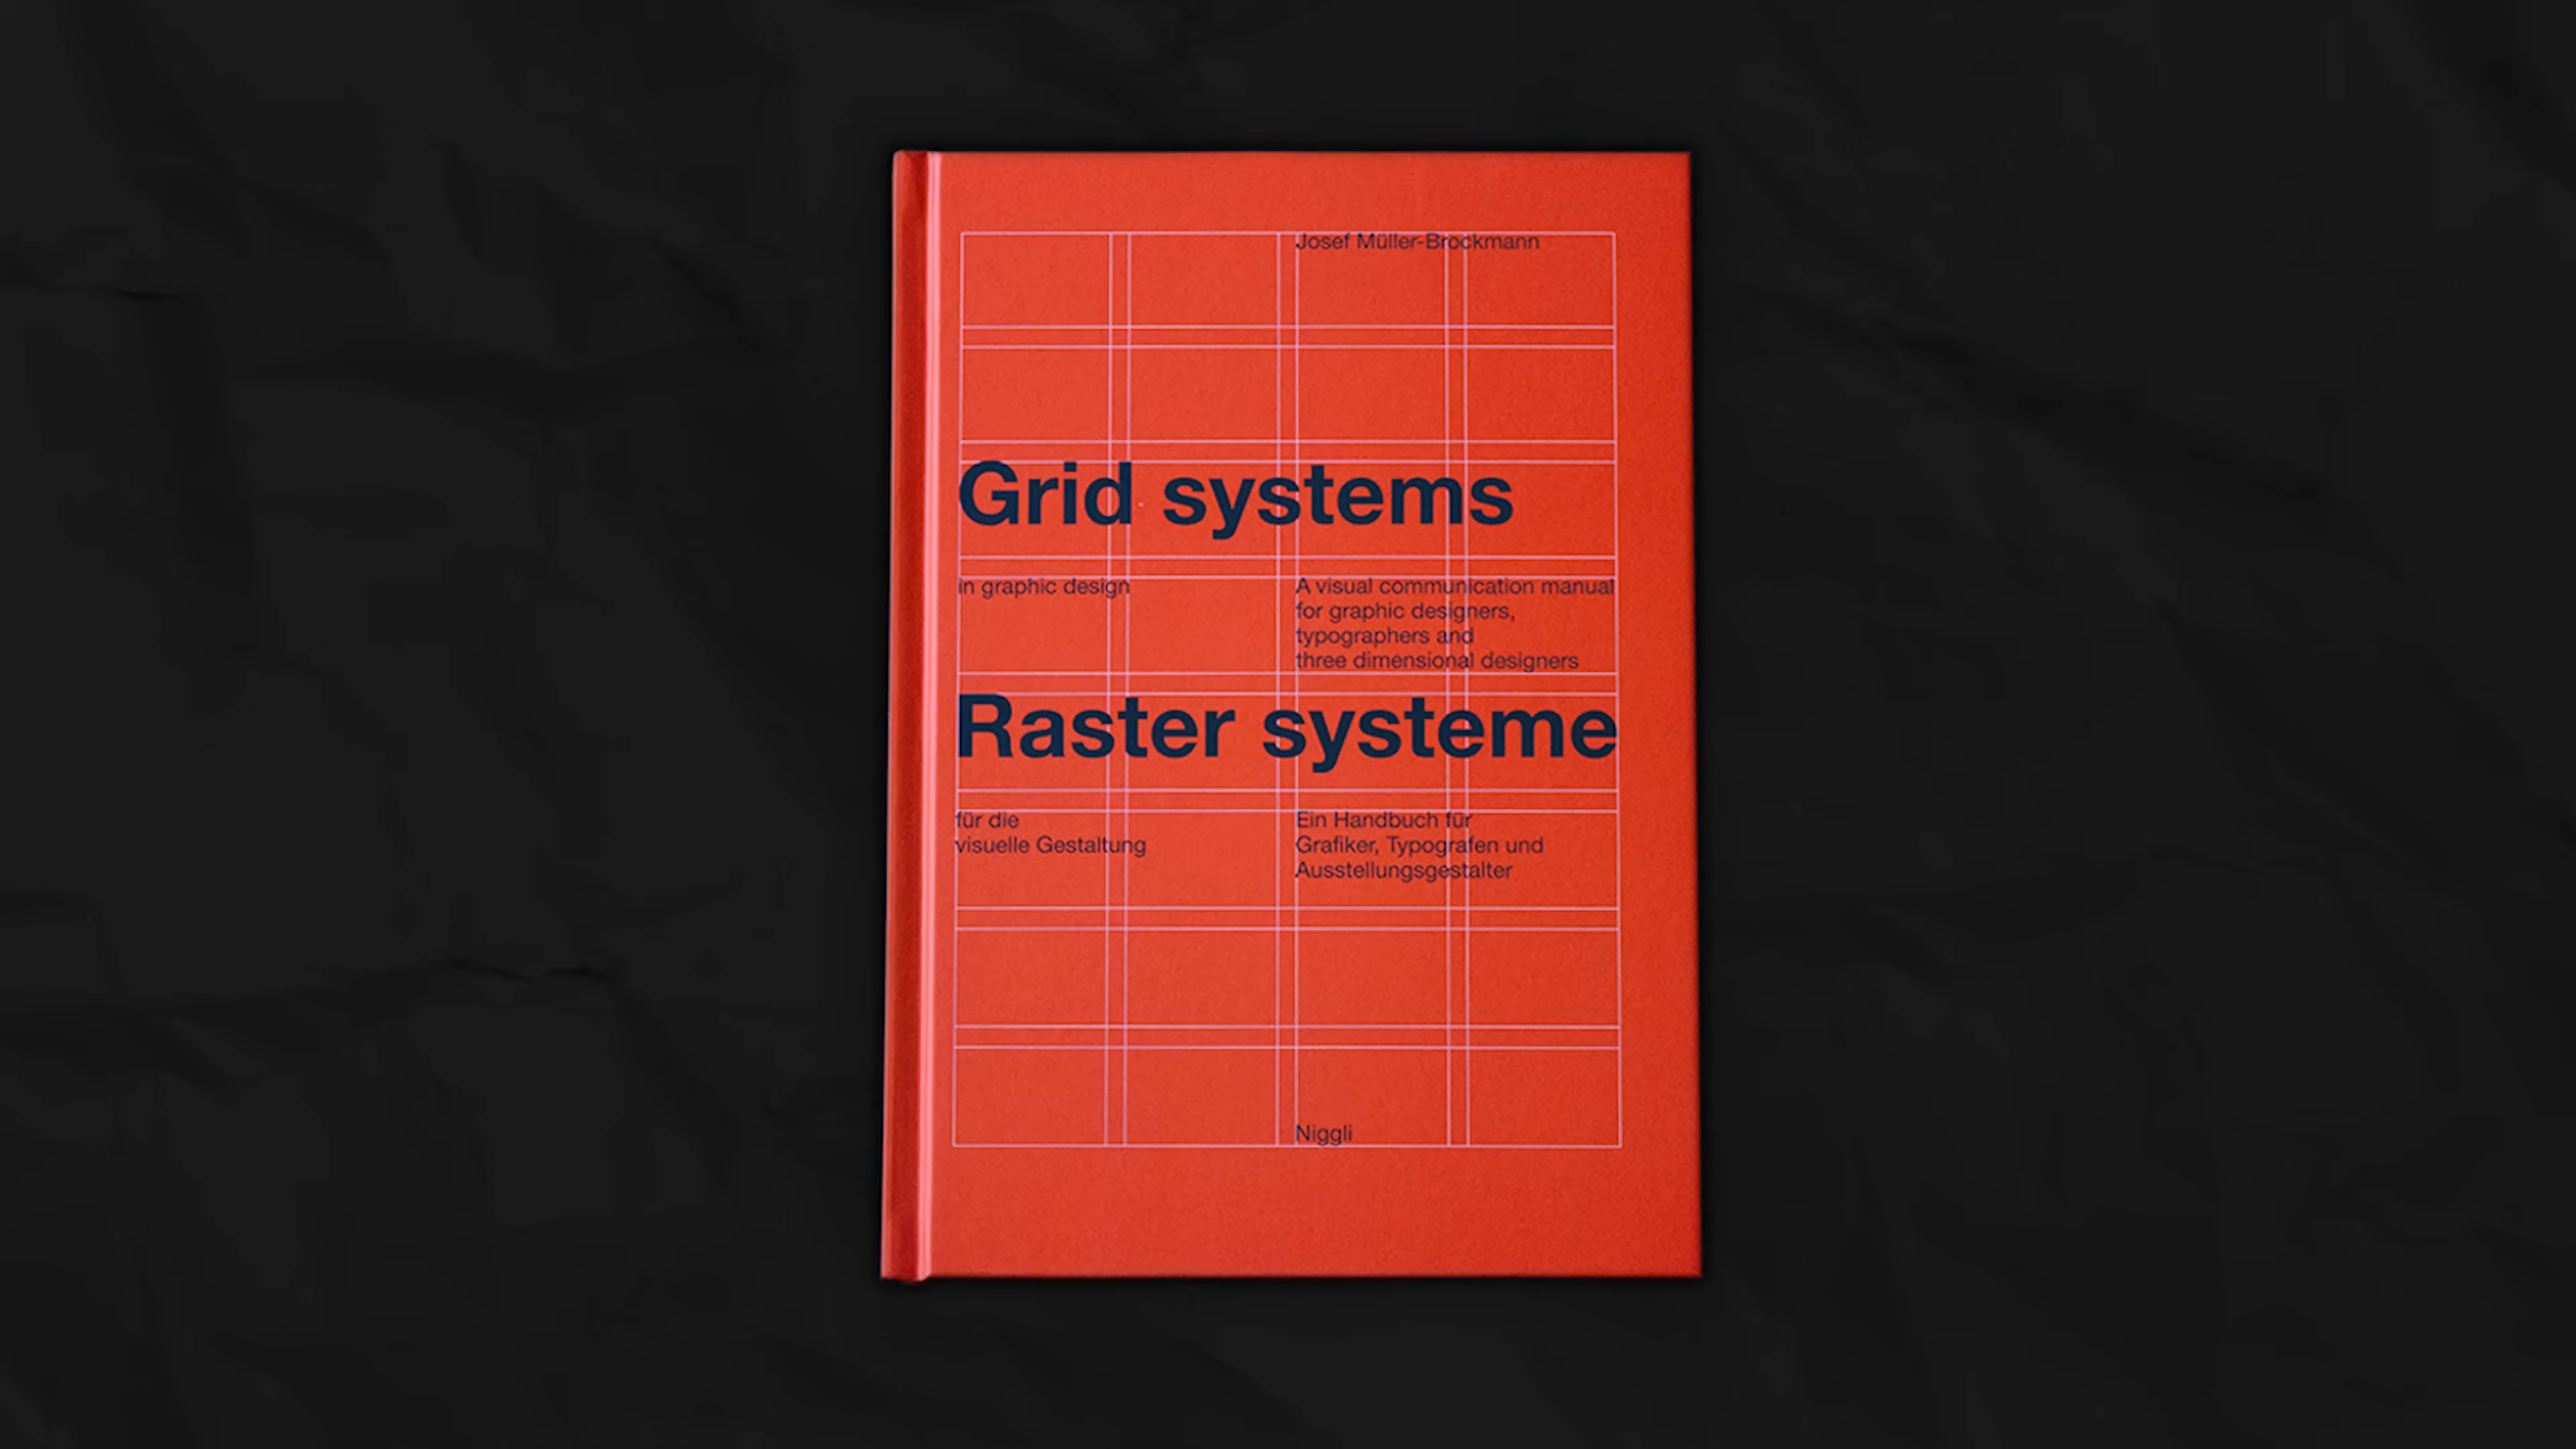 Josef Müller-Brockmann
Grid systems
in graphic design
A visual communication manual
for graphic designers,
typographers and
three dimensional designers
Raster systeme
für die
visuelle Gestaltung
Ein Handbuch für
Grafiker, Typografen und
Ausstellungsgestalter
Niggli